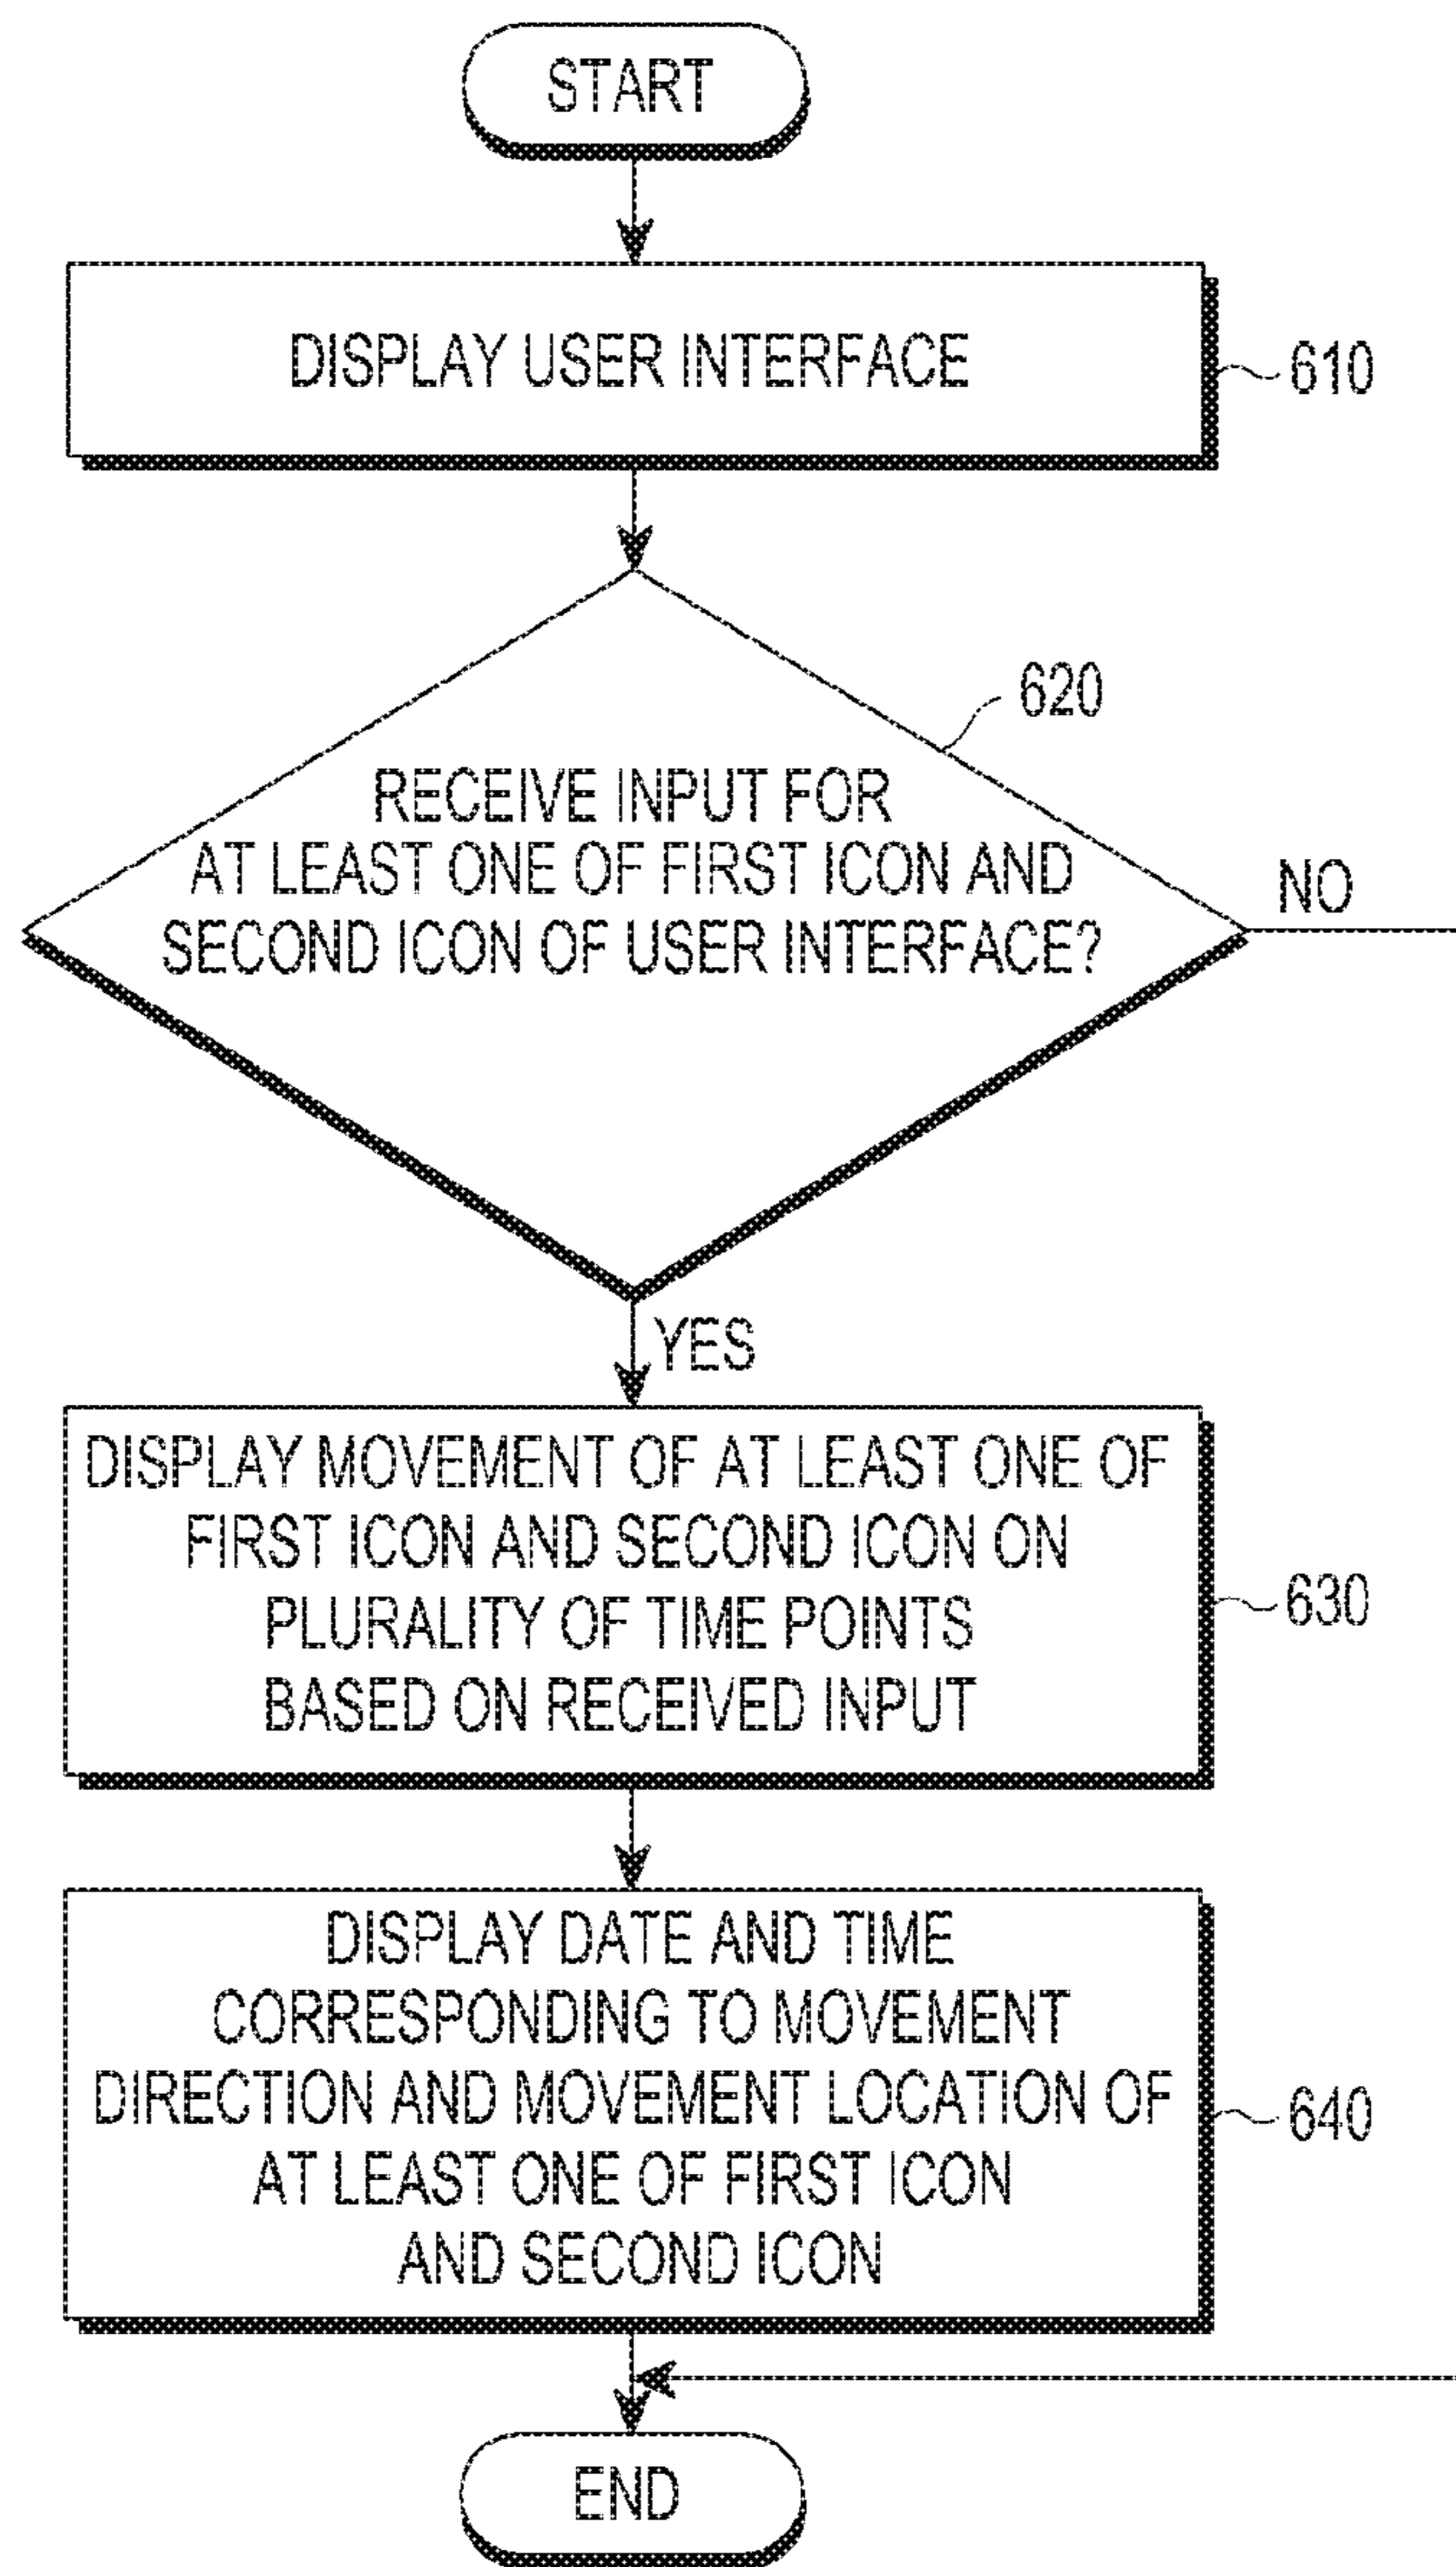 START
DISPLAY USER INTERFACE
610
620
RECEIVE INPUT FOR
AT LEAST ONE OF FIRST ICON AND
SECOND ICON OF USER INTERFACE?
NO
YES
DISPLAY MOVEMENT OF AT LEAST ONE OF
FIRST ICON AND SECOND ICON ON
PLURALITY OF TIME POINTS
BASED ON RECEIVED INPUT
630
DISPLAY DATE AND TIME
CORRESPONDING TO MOVEMENT
DIRECTION AND MOVEMENT LOCATION OF
AT LEAST ONE OF FIRST ICON
AND SECOND ICON
640
END